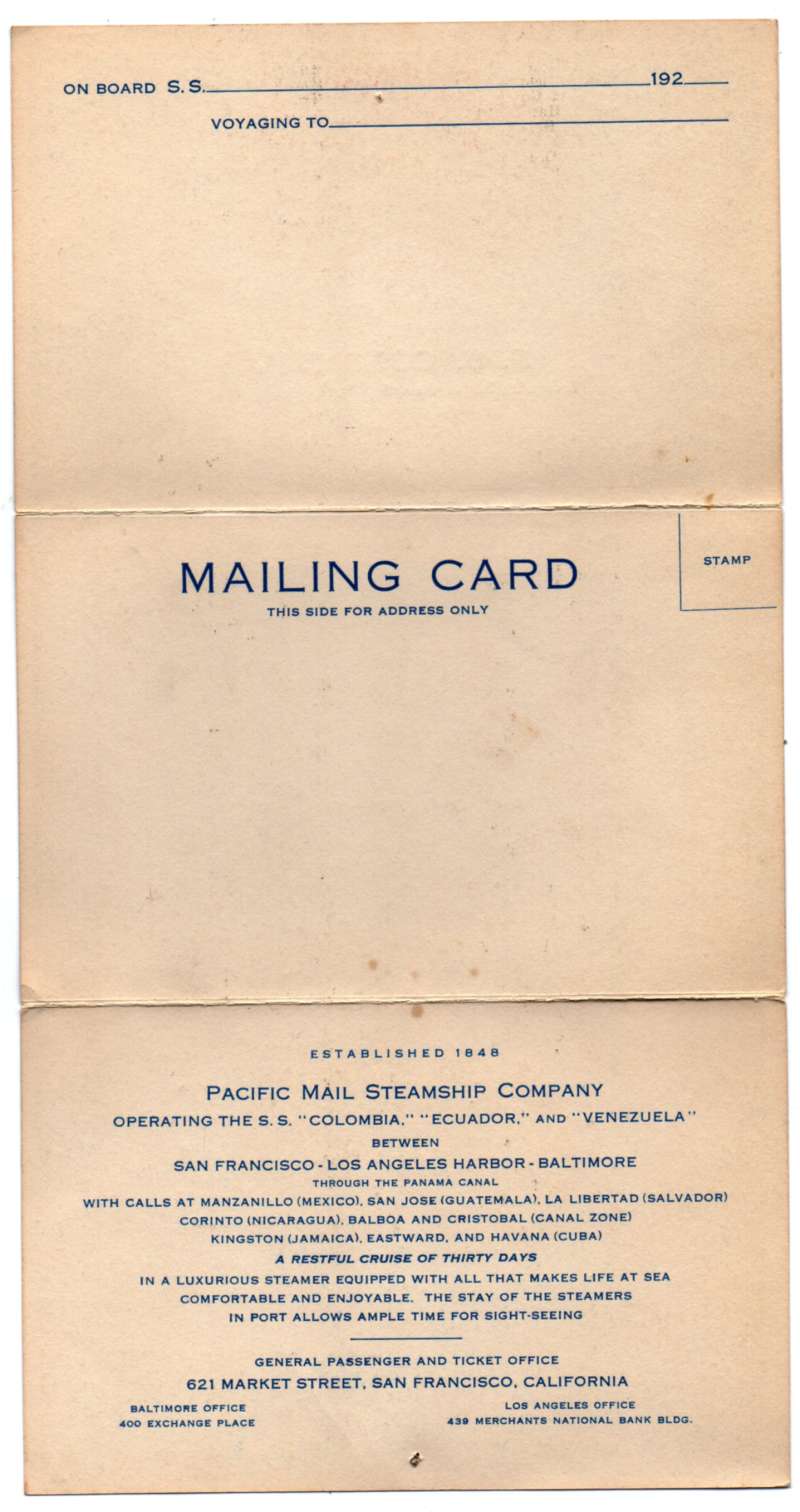 ON BOARD S. S. 192
VOYAGING TO
MAILING CARD
STAMP
THIS SIDE FOR ADDRESS ONLY
ESTABLISHED 1848
PACIFIC MAIL STEAMSHIP COMPANY
OPERATING THE S. S. "COLOMBIA," "ECUADOR," AND "VENEZUELA"
BETWEEN
SAN FRANCISCO - LOS ANGELES HARBOR - BALTIMORE
THROUGH THE PANAMA CANAL
WITH CALLS AT MANZANILLO (MEXICO), SAN JOSE (GUATEMALA), LA LIBERTAD (SALVADOR)
CORINTO (NICARAGUA), BALBOA AND CRISTOBAL (CANAL ZONE)
KINGSTON (JAMAICA), EASTWARD, AND HAVANA (CUBA)
A RESTFUL CRUISE OF THIRTY DAYS
IN A LUXURIOUS STEAMER EQUIPPED WITH ALL THAT MAKES LIFE AT SEA
COMFORTABLE AND ENJOYABLE. THE STAY OF THE STEAMERS
IN PORT ALLOWS AMPLE TIME FOR SIGHT-SEEING
GENERAL PASSENGER AND TICKET OFFICE
621 MARKET STREET, SAN FRANCISCO, CALIFORNIA
BALTIMORE OFFICE
400 EXCHANGE PLACE
LOS ANGELES OFFICE
439 MERCHANTS NATIONAL BANK BLDG.